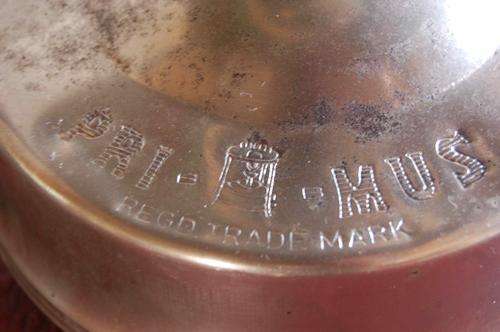 PRI - - MUS
REGD TRADE MARK